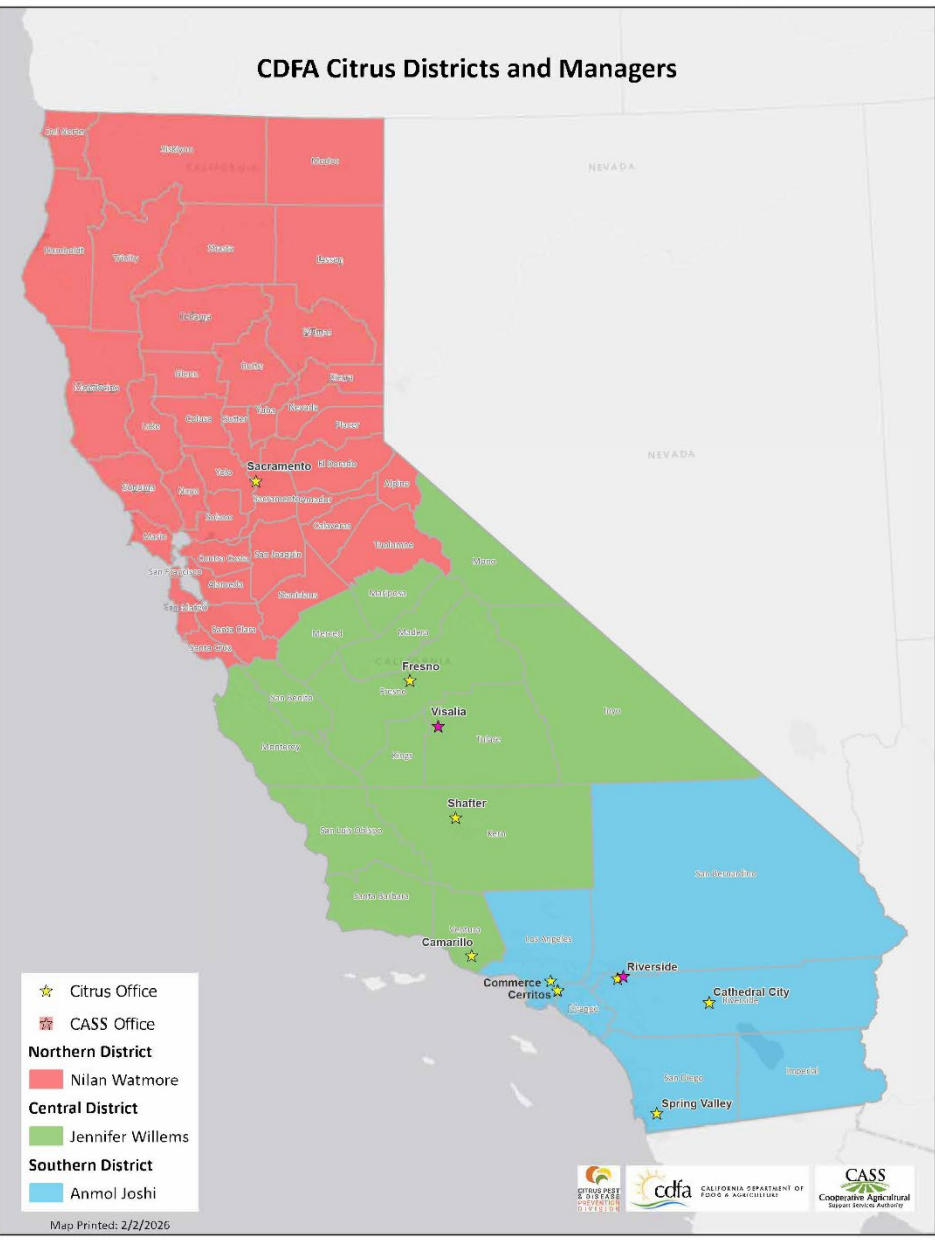 CDFA Citrus Districts and Managers
Del Norte
Siskiyou
Modoc
CALIFORNIA
NEVADA
Humboldt
Trinity
Shasta
Lassen
Tehama
Plumas
Glenn
Butte
Sierra
Mendocino
Lake
Colusa
Sutter
Yuba
Nevada
Placer
NEVADA
Sonoma
Napa
Yolo
Sacramento
El Dorado
Sacramento
Amador
Alpine
Solano
Calaveras
Marin
Contra Costa
San Joaquin
Tuolumne
Mono
San Francisco
Alameda
Stanislaus
Mariposa
San Mateo
Santa Clara
Merced
Madera
Santa Cruz
CALIFORNIA
Fresno
Fresno
San Benito
Visalia
Inyo
Monterey
Kings
Tulare
Shafter
San Luis Obispo
Kern
San Bernardino
Santa Barbara
Ventura
Los Angeles
Camarillo
Riverside
Commerce
Cerritos
Cathedral City
Riverside
Orange
San Diego
Imperial
Spring Valley
Citrus Office
CASS Office
Northern District
Nilan Watmore
Central District
Jennifer Willems
Southern District
Anmol Joshi
Map Printed: 2/2/2026
CITRUS PEST
& DISEASE
PREVENTION
DIVISION
cdfa
CALIFORNIA DEPARTMENT OF
FOOD & AGRICULTURE
CASS
Cooperative Agricultural
Support Services Authority